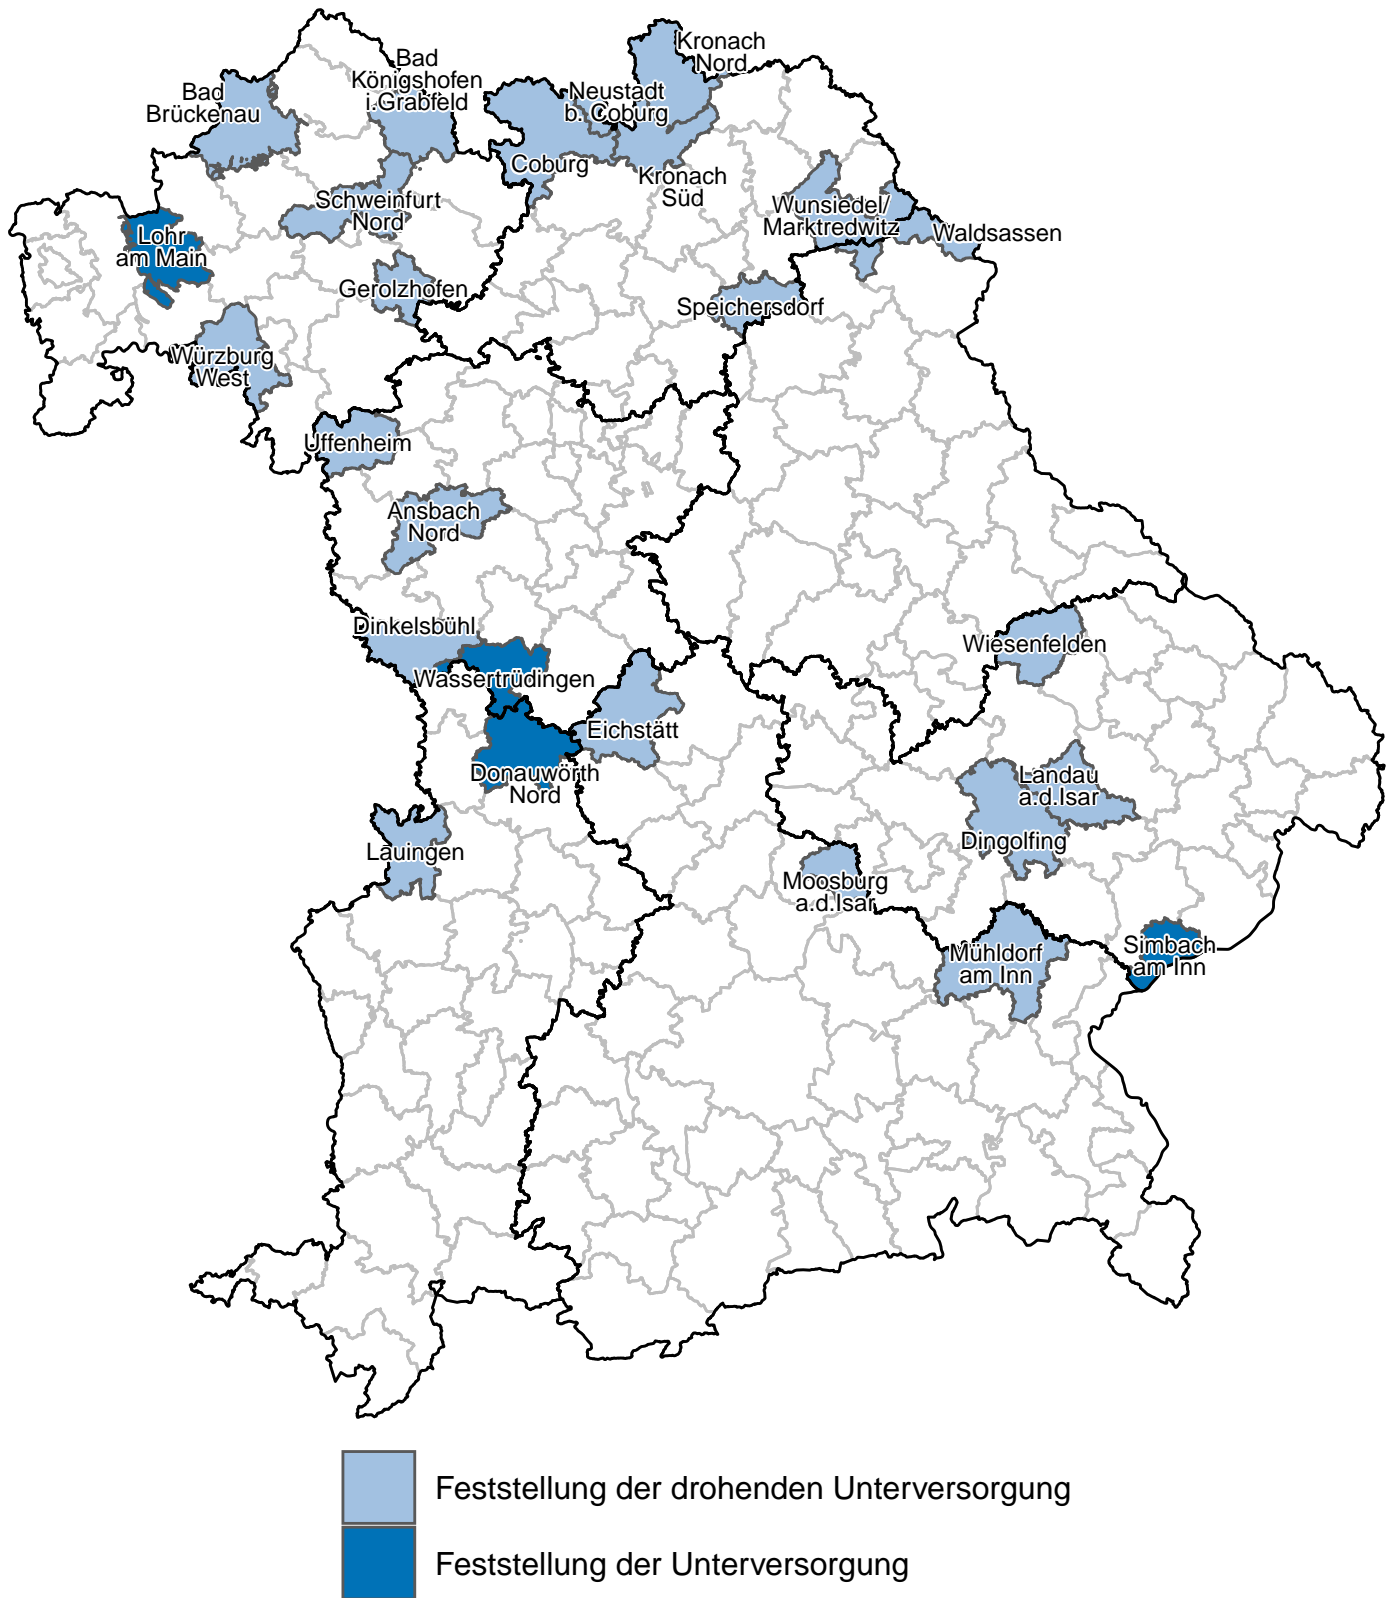 Kronach
Nord
Bad
Königshofen
i.Grabfeld
Bad
Brückenau
Neustadt
b. Coburg
Coburg
Kronach
Süd
Schweinfurt
Nord
Wunsiedel/
Marktredwitz
Waldsassen
Lohr
am Main
Gerolzhofen
Speichersdorf
Würzburg
West
Uffenheim
Ansbach
Nord
Dinkelsbühl
Wiesenfelden
Wassertrüdingen
Eichstätt
Donauwörth
Nord
Landau
a.d.Isar
Dingolfing
Lauingen
Moosburg
a.d.Isar
Mühldorf
am Inn
Simbach
am Inn
Feststellung der drohenden Unterversorgung
Feststellung der Unterversorgung